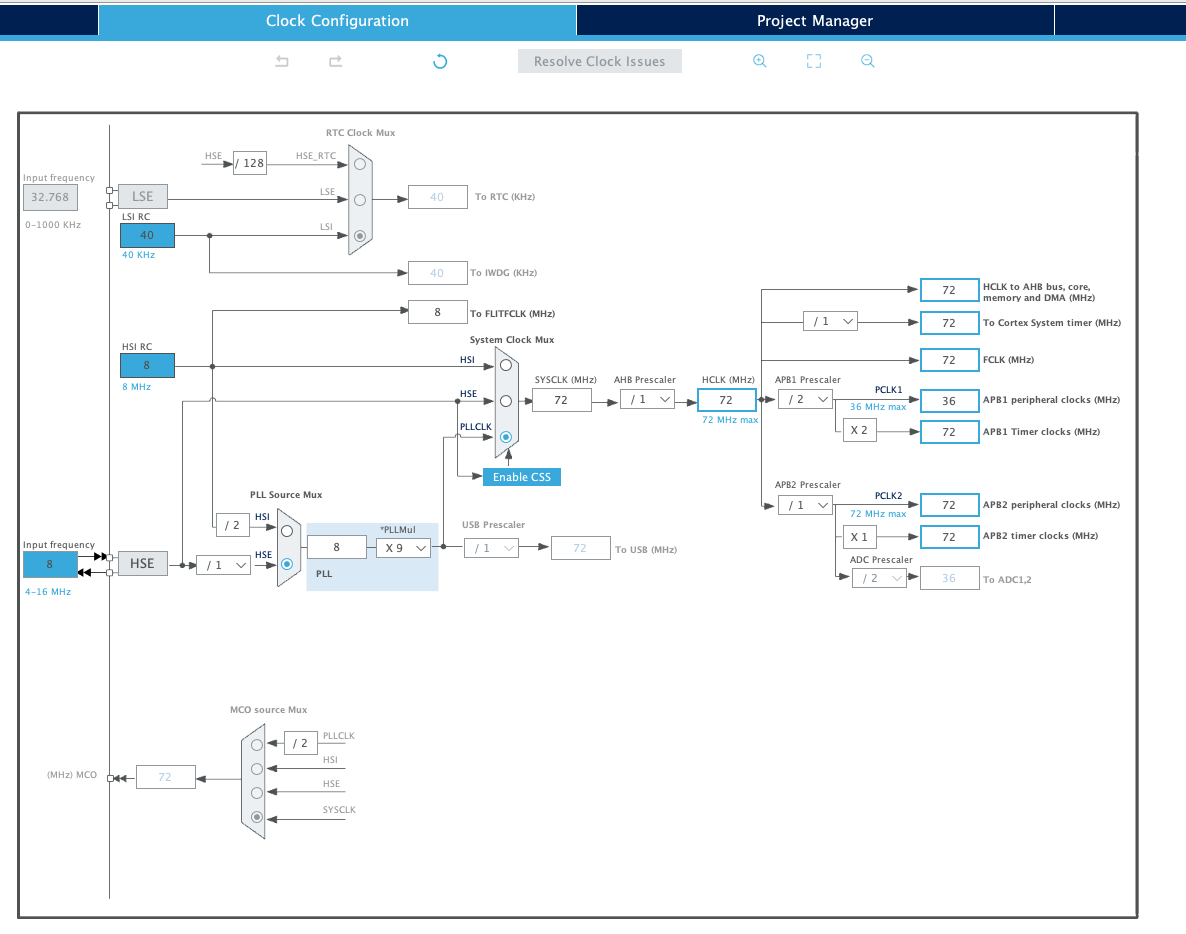 Clock Configuration
Project Manager
Resolve Clock Issues
RTC Clock Mux
HSE
/ 128
HSE_RTC
Input frequency
32.768
0-1000 KHz
LSE
LSE
40
To RTC (KHz)
LSI RC
40
40 KHz
LSI
40
To IWDG (KHz)
8
To FLITFCLK (MHz)
System Clock Mux
HSI RC
8
8 MHz
HSI
HSE
PLLCLK
Enable CSS
SYSCLK (MHz)
72
AHB Prescaler
/ 1
HCLK (MHz)
72
72 MHz max
72
HCLK to AHB bus, core,
memory and DMA (MHz)
/ 1
72
To Cortex System timer (MHz)
72
FCLK (MHz)
APB1 Prescaler
/ 2
PCLK1
36 MHz max
36
APB1 peripheral clocks (MHz)
X 2
72
APB1 Timer clocks (MHz)
APB2 Prescaler
/ 1
PCLK2
72 MHz max
72
APB2 peripheral clocks (MHz)
X 1
72
APB2 timer clocks (MHz)
ADC Prescaler
/ 2
36
To ADC1,2
PLL Source Mux
/ 2
HSI
Input frequency
8
4-16 MHz
HSE
/ 1
HSE
8
*PLLMul
X 9
PLL
USB Prescaler
/ 1
72
To USB (MHz)
MCO source Mux
/ 2
PLLCLK
HSI
HSE
SYSCLK
(MHz) MCO
72